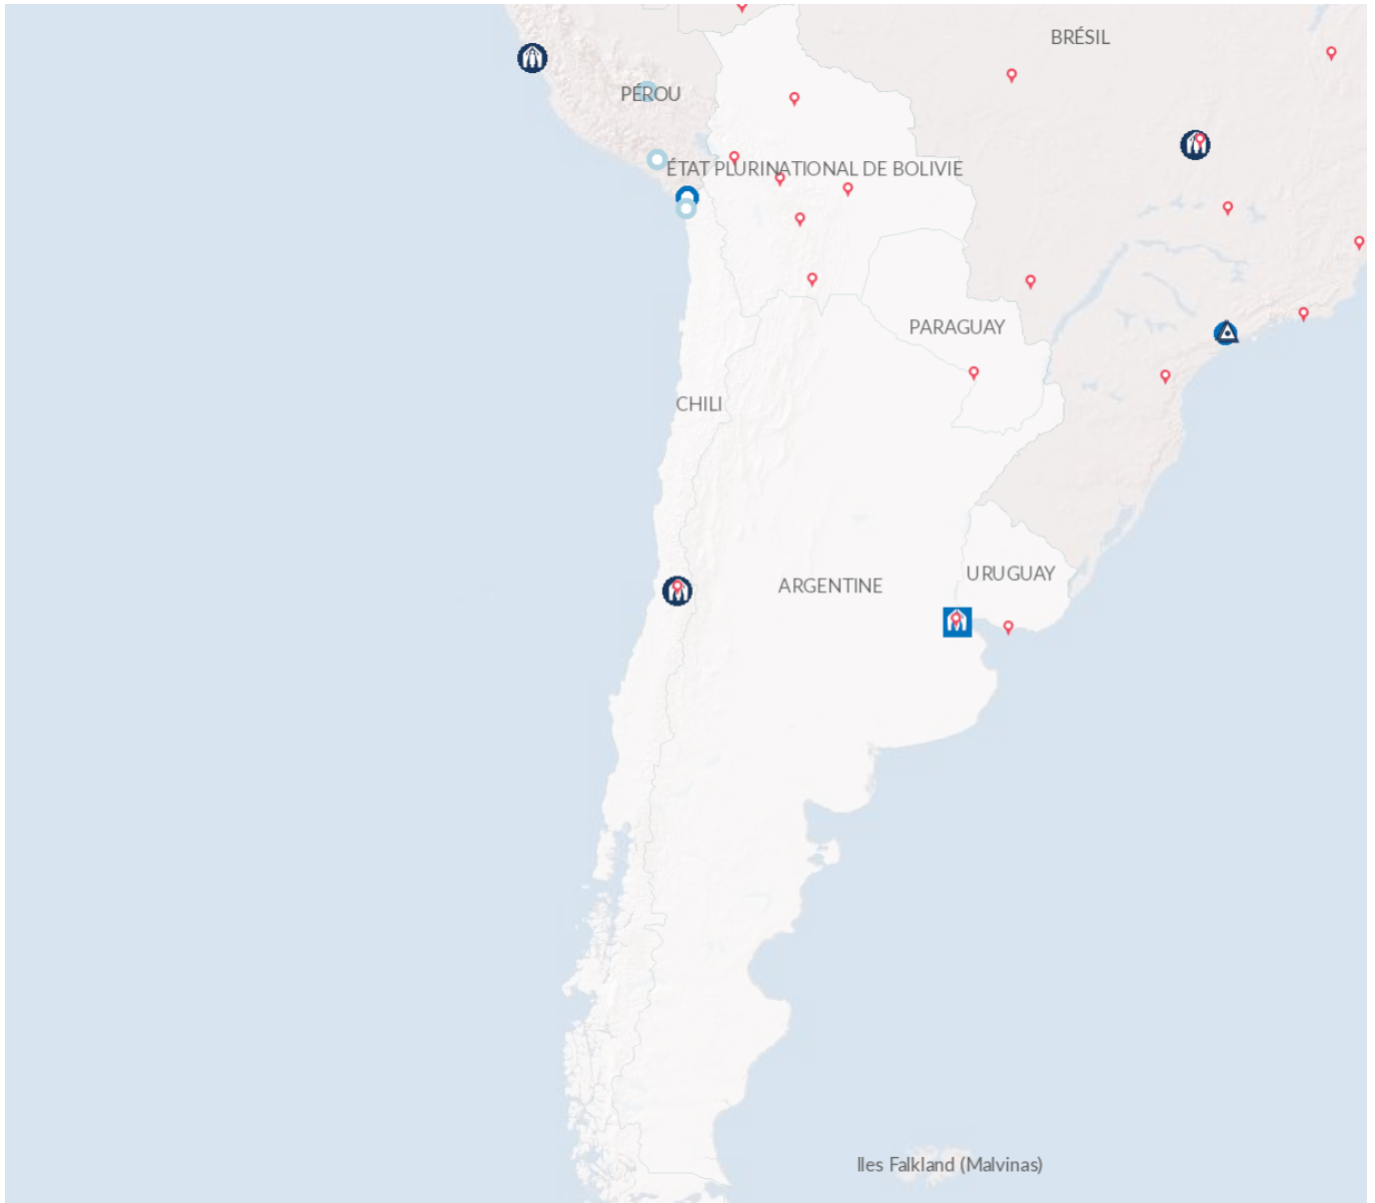 BRÉSIL
PÉROU
ÉTAT PLURINATIONAL DE BOLIVIE
PARAGUAY
CHILI
URUGUAY
ARGENTINE
Iles Falkland (Malvinas)